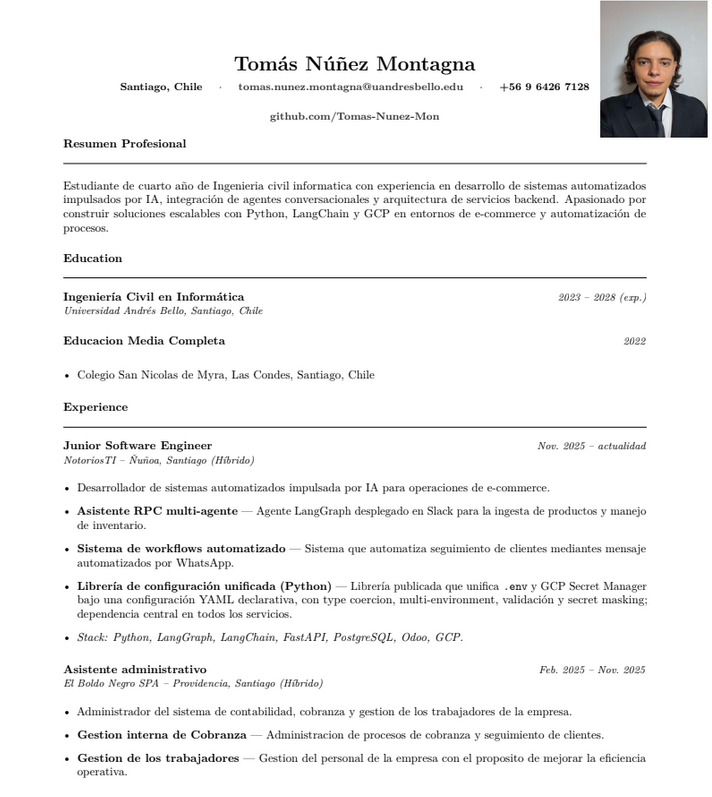 Tomás Núñez Montagna
Santiago, Chile · tomas.nunez.montagna@uandresbello.edu · +56 9 6426 7128
github.com/Tomas-Nunez-Mon
Resumen Profesional
Estudiante de cuarto año de Ingenieria civil informatica con experiencia en desarrollo de sistemas automatizados
impulsados por IA, integración de agentes conversacionales y arquitectura de servicios backend. Apasionado por
construir soluciones escalables con Python, LangChain y GCP en entornos de e-commerce y automatización de
procesos.
Education
Ingeniería Civil en Informática 2023 – 2028 (exp.)
Universidad Andrés Bello, Santiago, Chile
Educacion Media Completa 2022
• Colegio San Nicolas de Myra, Las Condes, Santiago, Chile
Experience
Junior Software Engineer Nov. 2025 – actualidad
NotoriosTI – Ñuñoa, Santiago (Híbrido)
• Desarrollador de sistemas automatizados impulsada por IA para operaciones de e-commerce.
• Asistente RPC multi-agente — Agente LangGraph desplegado en Slack para la ingesta de productos y manejo
de inventario.
• Sistema de workflows automatizado — Sistema que automatiza seguimiento de clientes mediantes mensaje
automatizados por WhatsApp.
• Librería de configuración unificada (Python) — Librería publicada que unifica .env y GCP Secret Manager
bajo una configuración YAML declarativa, con type coercion, multi-environment, validación y secret masking;
dependencia central en todos los servicios.
• Stack: Python, LangGraph, LangChain, FastAPI, PostgreSQL, Odoo, GCP.
Asistente administrativo Feb. 2025 – Nov. 2025
El Boldo Negro SPA – Providencia, Santiago (Híbrido)
• Administrador del sistema de contabilidad, cobranza y gestion de los trabajadores de la empresa.
• Gestion interna de Cobranza — Administracion de procesos de cobranza y seguimiento de clientes.
• Gestion de los trabajadores — Gestion del personal de la empresa con el proposito de mejorar la eficiencia
operativa.